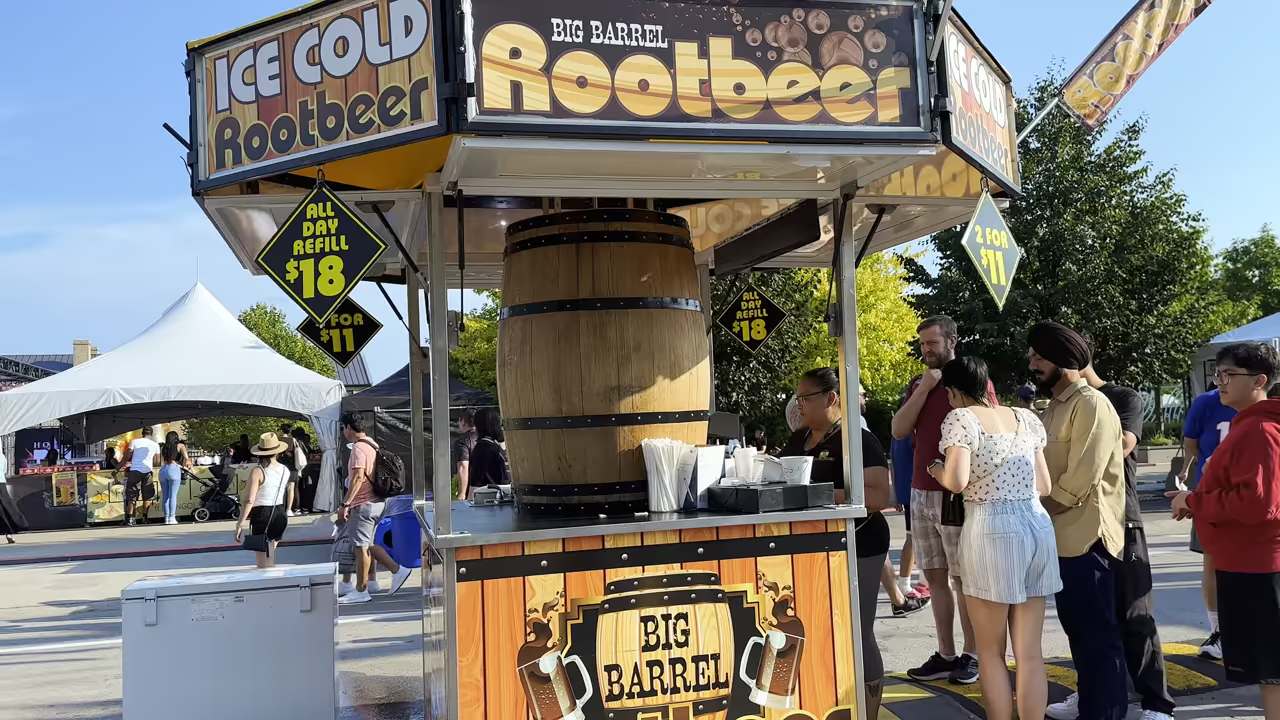 ICE COLD
Rootbeer
BIG BARREL
Rootbeer
ICE COLD
Rootbeer
Rootbeer
ALL
DAY
REFILL
$18
2 FOR
$11
FOR
$11
ALL
DAY
REFILL
$18
BIG
BARREL